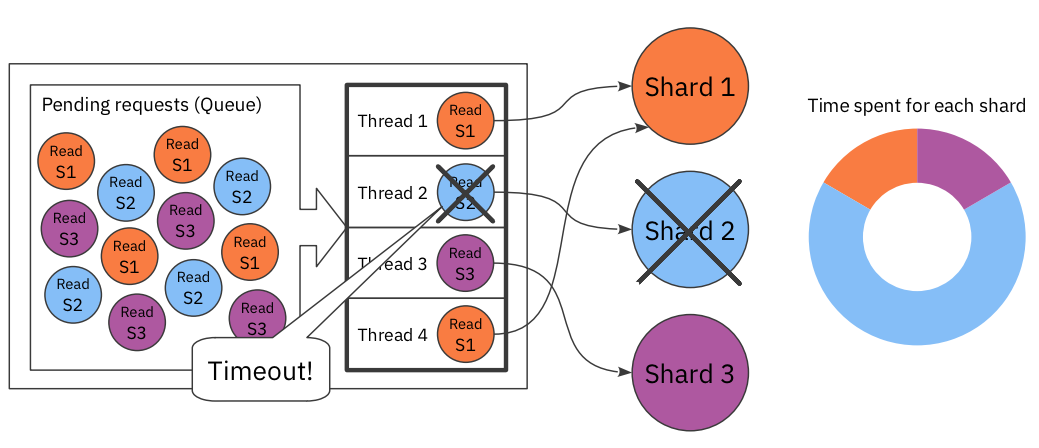 Pending requests (Queue)
Read
S1
Read
S1
Read
S2
Read
S2
Read
S3
Read
S3
Read
S1
Read
S1
Read
S2
Read
S2
Read
S3
Read
S3
Timeout!
Thread 1
Read
S1
Thread 2
Read
S2
Thread 3
Read
S3
Thread 4
Read
S1
Shard 1
Shard 2
Shard 3
Time spent for each shard